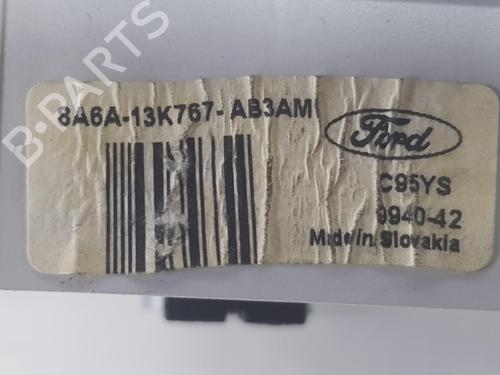 B-PARTS
8A6A-13K767-AB3AM
Ford
C95YS
9940-42
Made in Slovakia